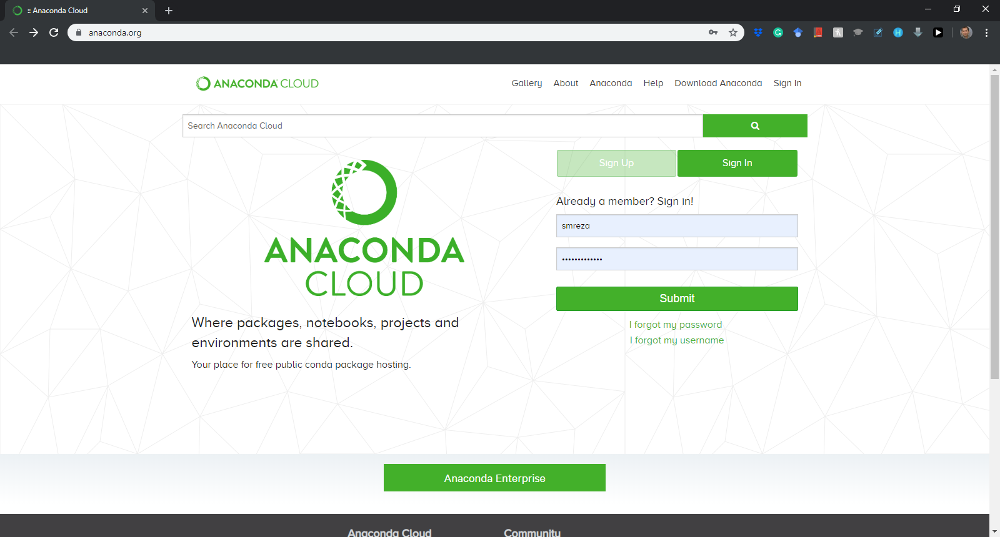 :: Anaconda Cloud
anaconda.org
ANACONDA CLOUD
Gallery About Anaconda Help Download Anaconda Sign In
Search Anaconda Cloud
Sign Up Sign In
ANACONDA
CLOUD
Already a member? Sign in!
smreza
•••••••••••••
Submit
I forgot my password
I forgot my username
Where packages, notebooks, projects and
environments are shared.
Your place for free public conda package hosting.
Anaconda Enterprise
Anaconda Cloud Community